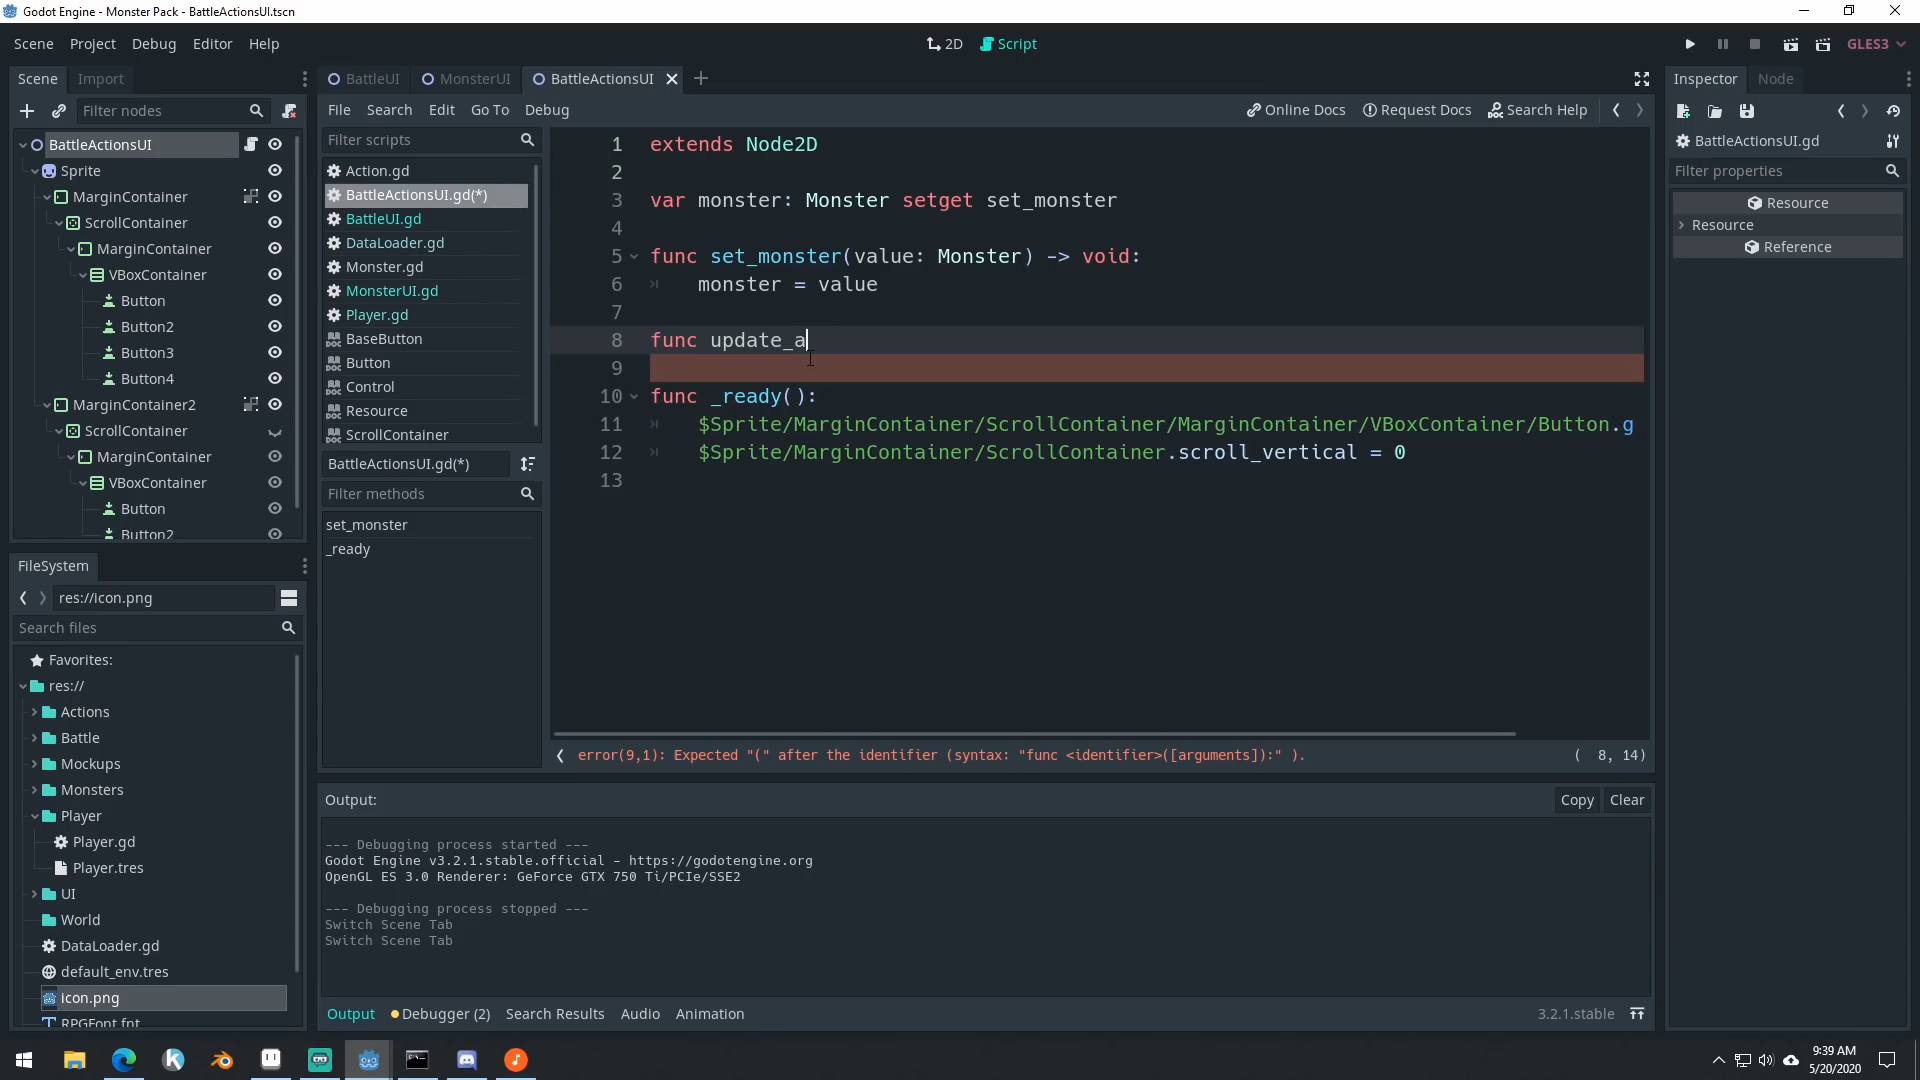 Godot Engine - Monster Pack - BattleActionsUI.tscn
Scene Project Debug Editor Help
2D Script
GLES3
Scene Import
Filter nodes
BattleActionsUI
Sprite
MarginContainer
ScrollContainer
MarginContainer
VBoxContainer
Button
Button2
Button3
Button4
MarginContainer2
ScrollContainer
MarginContainer
VBoxContainer
Button
Button2
FileSystem
res://icon.png
Search files
Favorites:
res://
Actions
Battle
Mockups
Monsters
Player
Player.gd
Player.tres
UI
World
DataLoader.gd
default_env.tres
icon.png
RPGFont.fnt
BattleUI MonsterUI BattleActionsUI
File Search Edit Go To Debug
Online Docs Request Docs Search Help
Filter scripts
Action.gd
BattleActionsUI.gd(*)
BattleUI.gd
DataLoader.gd
Monster.gd
MonsterUI.gd
Player.gd
BaseButton
Button
Control
Resource
ScrollContainer
BattleActionsUI.gd(*)
Filter methods
set_monster
_ready
1 extends Node2D
2
3 var monster: Monster setget set_monster
4
5 func set_monster(value: Monster) -> void:
6 monster = value
7
8 func update_a
9
10 func _ready():
11 $Sprite/MarginContainer/ScrollContainer/MarginContainer/VBoxContainer/Button.g
12 $Sprite/MarginContainer/ScrollContainer.scroll_vertical = 0
13
error(9,1): Expected "(" after the identifier (syntax: "func <identifier>([arguments]):" ).
( 8, 14)
Output:
Copy Clear
--- Debugging process started ---
Godot Engine v3.2.1.stable.official - https://godotengine.org
OpenGL ES 3.0 Renderer: GeForce GTX 750 Ti/PCIe/SSE2
--- Debugging process stopped ---
Switch Scene Tab
Switch Scene Tab
Output Debugger (2) Search Results Audio Animation
3.2.1.stable
Inspector Node
BattleActionsUI.gd
Filter properties
Resource
Resource
Reference
9:39 AM
5/20/2020